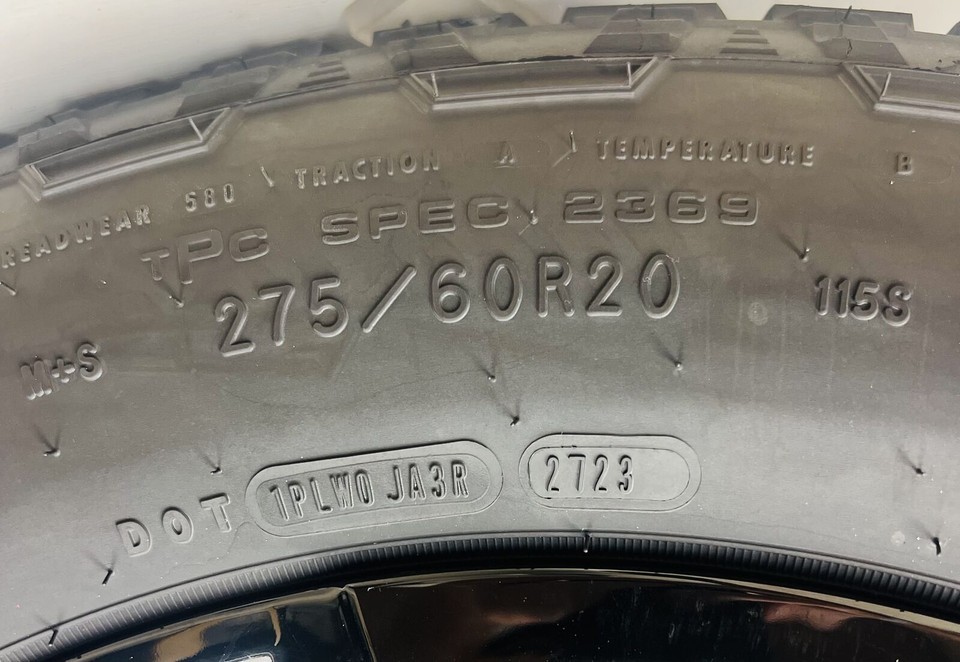 READWEAR 580 TRACTION A TEMPERATURE B
TPC SPEC 2369
275/60R20 115S
M+S
DOT 1PLW0 JA3R 2723